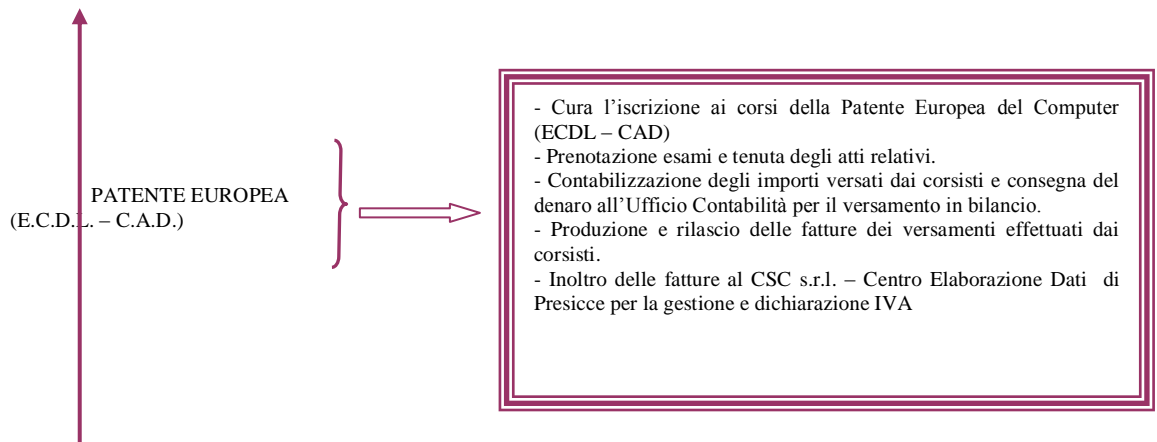 PATENTE EUROPEA
(E.C.D.L. – C.A.D.)
- Cura l’iscrizione ai corsi della Patente Europea del Computer
(ECDL – CAD)
- Prenotazione esami e tenuta degli atti relativi.
- Contabilizzazione degli importi versati dai corsisti e consegna del
denaro all’Ufficio Contabilità per il versamento in bilancio.
- Produzione e rilascio delle fatture dei versamenti effettuati dai
corsisti.
- Inoltro delle fatture al CSC s.r.l. – Centro Elaborazione Dati di
Presicce per la gestione e dichiarazione IVA